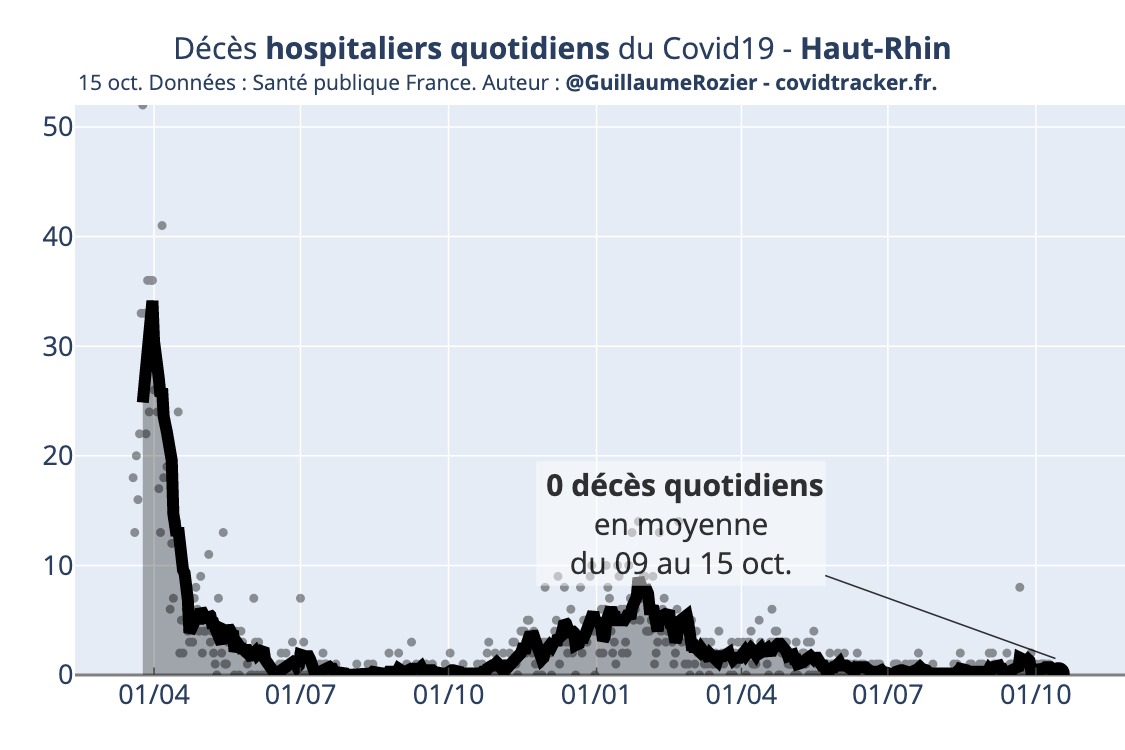 Décès hospitaliers quotidiens du Covid19 - Haut-Rhin
15 oct. Données : Santé publique France. Auteur : @GuillaumeRozier - covidtracker.fr.
50
40
30
20
10
0
0 décès quotidiens
en moyenne
du 09 au 15 oct.
01/04 01/07 01/10 01/01 01/04 01/07 01/10